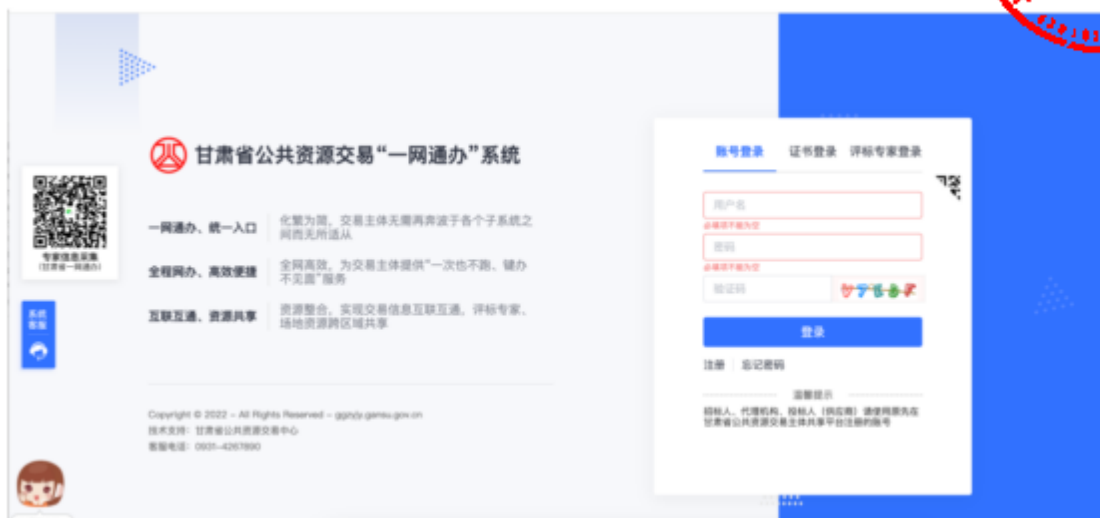 甘肃省公共资源交易“一网通办”系统
专家信息采集
(甘肃省一网通办)
系统
客服
一网通办、统一入口
化繁为简，交易主体无需再奔波于各个子系统之
间而无所适从
全程网办、高效便捷
全网高效，为交易主体提供“一次也不跑、键办
不见面”服务
互联互通、资源共享
资源整合，实现交易信息互联互通，评标专家、
场地资源跨区域共享
Copyright © 2022 - All Rights Reserved - ggzyjy.gansu.gov.cn
技术支持：甘肃省公共资源交易中心
客服电话：0931-4267890
账号登录 证书登录 评标专家登录
用户名
必填项不能为空
密码
必填项不能为空
验证码
登录
注册 忘记密码
温馨提示
招标人、代理机构、投标人（供应商）请使用原先在
甘肃省公共资源交易主体共享平台注册的账号